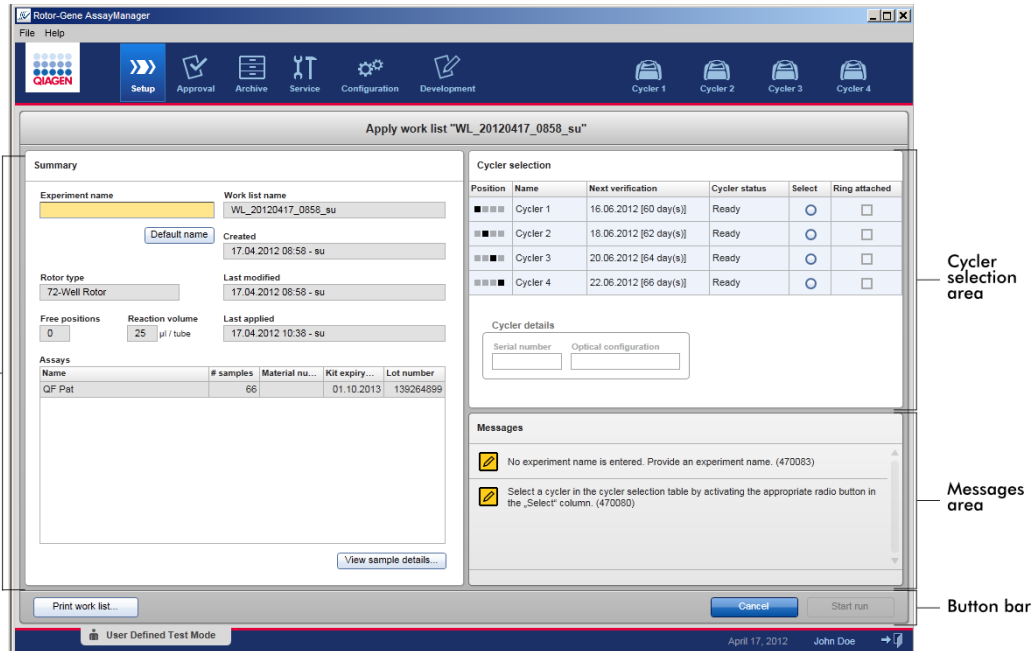 Rotor-Gene AssayManager
File Help
QIAGEN
Setup Approval Archive Service Configuration Development Cycler 1 Cycler 2 Cycler 3 Cycler 4
Apply work list "WL_20120417_0858_su"
Summary
Experiment name Work list name
WL_20120417_0858_su
Default name Created
17.04.2012 08:58 - su
Rotor type Last modified
72-Well Rotor 17.04.2012 08:58 - su
Free positions Reaction volume Last applied
0 25 µl / tube 17.04.2012 10:38 - su
Assays
Name # samples Material nu... Kit expiry... Lot number
QF Pat 66 01.10.2013 139264899
View sample details...
Cycler selection
Position Name Next verification Cycler status Select Ring attached
Cycler 1 16.06.2012 [60 day(s)] Ready
Cycler 2 18.06.2012 [62 day(s)] Ready
Cycler 3 20.06.2012 [64 day(s)] Ready
Cycler 4 22.06.2012 [66 day(s)] Ready
Cycler details
Serial number Optical configuration
Messages
No experiment name is entered. Provide an experiment name. (470083)
Select a cycler in the cycler selection table by activating the appropriate radio button in
the „Select“ column. (470080)
Cycler
selection
area
Messages
area
Print work list... Cancel Start run
Button bar
User Defined Test Mode April 17, 2012 John Doe